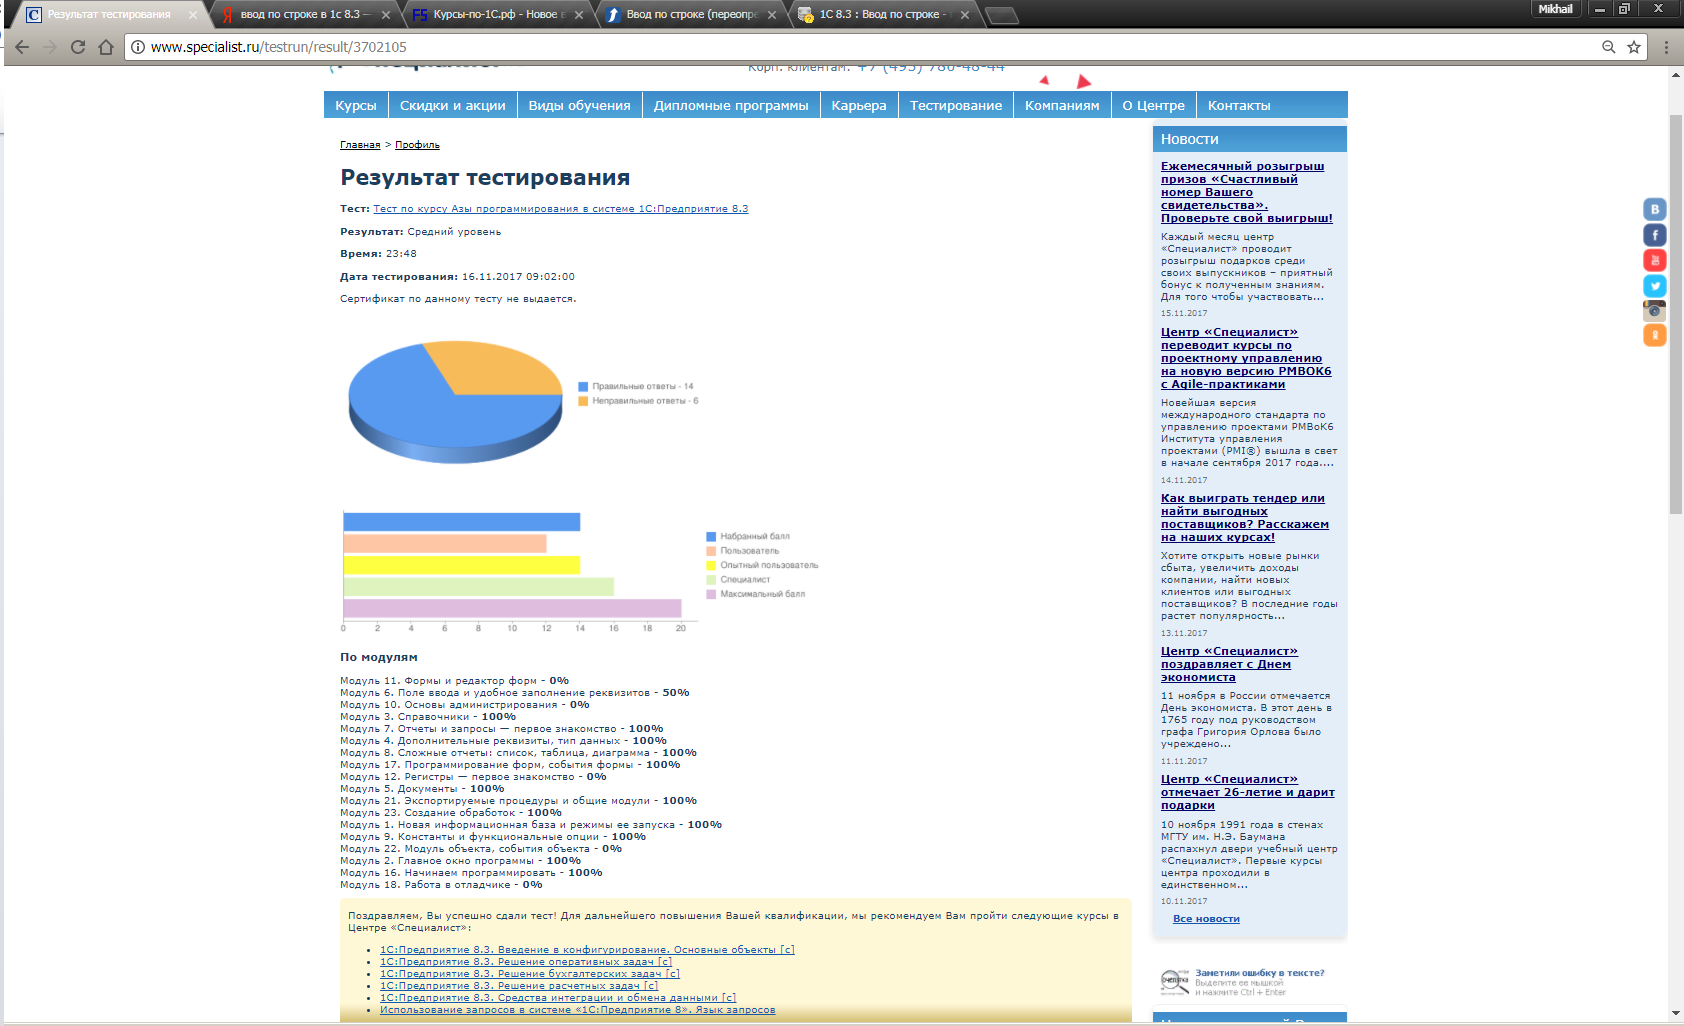 Результат тестирования
ввод по строке в 1с 8.3 —
Курсы-по-1С.рф - Новое в
Ввод по строке (переопре
1С 8.3 : Ввод по строке -
Mikhail
www.specialist.ru/testrun/result/3702105
Корп. клиентам: +7 (495) 780-48-44
Курсы
Скидки и акции
Виды обучения
Дипломные программы
Карьера
Тестирование
Компаниям
О Центре
Контакты
Главная > Профиль
Результат тестирования
Тест: Тест по курсу Азы программирования в системе 1С:Предприятие 8.3
Результат: Средний уровень
Время: 23:48
Дата тестирования: 16.11.2017 09:02:00
Сертификат по данному тесту не выдается.
Правильные ответы - 14
Неправильные ответы - 6
Набранный балл
Пользователь
Опытный пользователь
Специалист
Максимальный балл
0 2 4 6 8 10 12 14 16 18 20
По модулям
Модуль 11. Формы и редактор форм - 0%
Модуль 6. Поле ввода и удобное заполнение реквизитов - 50%
Модуль 10. Основы администрирования - 0%
Модуль 3. Справочники - 100%
Модуль 7. Отчеты и запросы — первое знакомство - 100%
Модуль 4. Дополнительные реквизиты, тип данных - 100%
Модуль 8. Сложные отчеты: список, таблица, диаграмма - 100%
Модуль 17. Программирование форм, события формы - 100%
Модуль 12. Регистры — первое знакомство - 0%
Модуль 5. Документы - 100%
Модуль 21. Экспортируемые процедуры и общие модули - 100%
Модуль 23. Создание обработок - 100%
Модуль 1. Новая информационная база и режимы ее запуска - 100%
Модуль 9. Константы и функциональные опции - 100%
Модуль 22. Модуль объекта, события объекта - 0%
Модуль 2. Главное окно программы - 100%
Модуль 16. Начинаем программировать - 100%
Модуль 18. Работа в отладчике - 0%
Поздравляем, Вы успешно сдали тест! Для дальнейшего повышения Вашей квалификации, мы рекомендуем Вам пройти следующие курсы в
Центре «Специалист»:
1С:Предприятие 8.3. Введение в конфигурирование. Основные объекты [c]
1С:Предприятие 8.3. Решение оперативных задач [c]
1С:Предприятие 8.3. Решение бухгалтерских задач [c]
1С:Предприятие 8.3. Решение расчетных задач [c]
1С:Предприятие 8.3. Средства интеграции и обмена данными [c]
Использование запросов в системе «1С:Предприятие 8». Язык запросов
Новости
Ежемесячный розыгрыш
призов «Счастливый
номер Вашего
свидетельства».
Проверьте свой выигрыш!
Каждый месяц центр
«Специалист» проводит
розыгрыш подарков среди
своих выпускников – приятный
бонус к полученным знаниям.
Для того чтобы участвовать...
15.11.2017
Центр «Специалист»
переводит курсы по
проектному управлению
на новую версию PMBOK6
с Agile-практиками
Новейшая версия
международного стандарта по
управлению проектами PMBoK6
Института управления
проектами (PMI®) вышла в свет
в начале сентября 2017 года....
14.11.2017
Как выиграть тендер или
найти выгодных
поставщиков? Расскажем
на наших курсах!
Хотите открыть новые рынки
сбыта, увеличить доходы
компании, найти новых
клиентов или выгодных
поставщиков? В последние годы
растет популярность...
13.11.2017
Центр «Специалист»
поздравляет с Днем
экономиста
11 ноября в России отмечается
День экономиста. В этот день в
1765 году под руководством
графа Григория Орлова было
учреждено...
11.11.2017
Центр «Специалист»
отмечает 26-летие и дарит
подарки
10 ноября 1991 года в стенах
МГТУ им. Н.Э. Баумана
распахнул двери учебный центр
«Специалист». Первые курсы
центра проходили в
единственном...
10.11.2017
Все новости
Заметили ошибку в тексте?
Выделите ее мышкой
и нажмите Ctrl + Enter